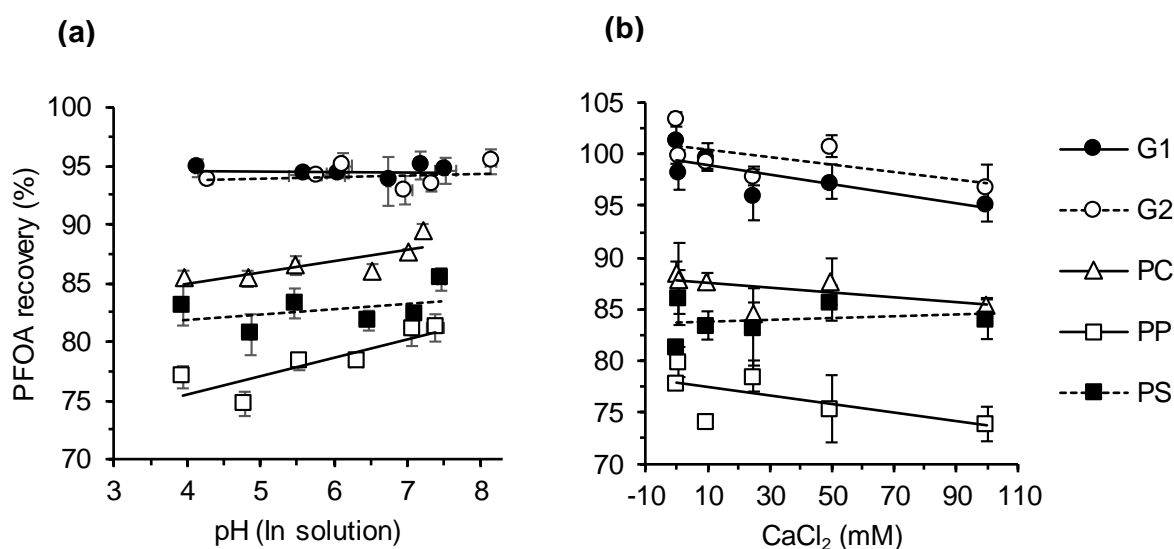 (a)
100
95
90
85
80
75
70
PFOA recovery (%)
3 4 5 6 7 8
pH (In solution)
(b)
105
100
95
90
85
80
75
70
-10 10 30 50 70 90 110
CaCl₂ (mM)
G1
G2
PC
PP
PS